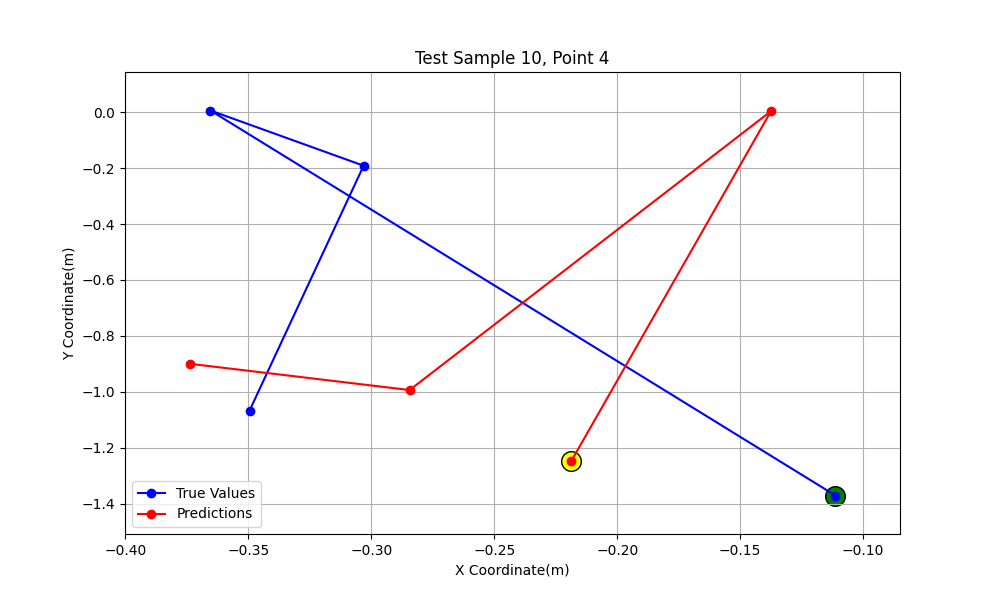 Test Sample 10, Point 4
Y Coordinate(m)
0.0
−0.2
−0.4
−0.6
−0.8
−1.0
−1.2
−1.4
True Values
Predictions
−0.40 −0.35 −0.30 −0.25 −0.20 −0.15 −0.10
X Coordinate(m)